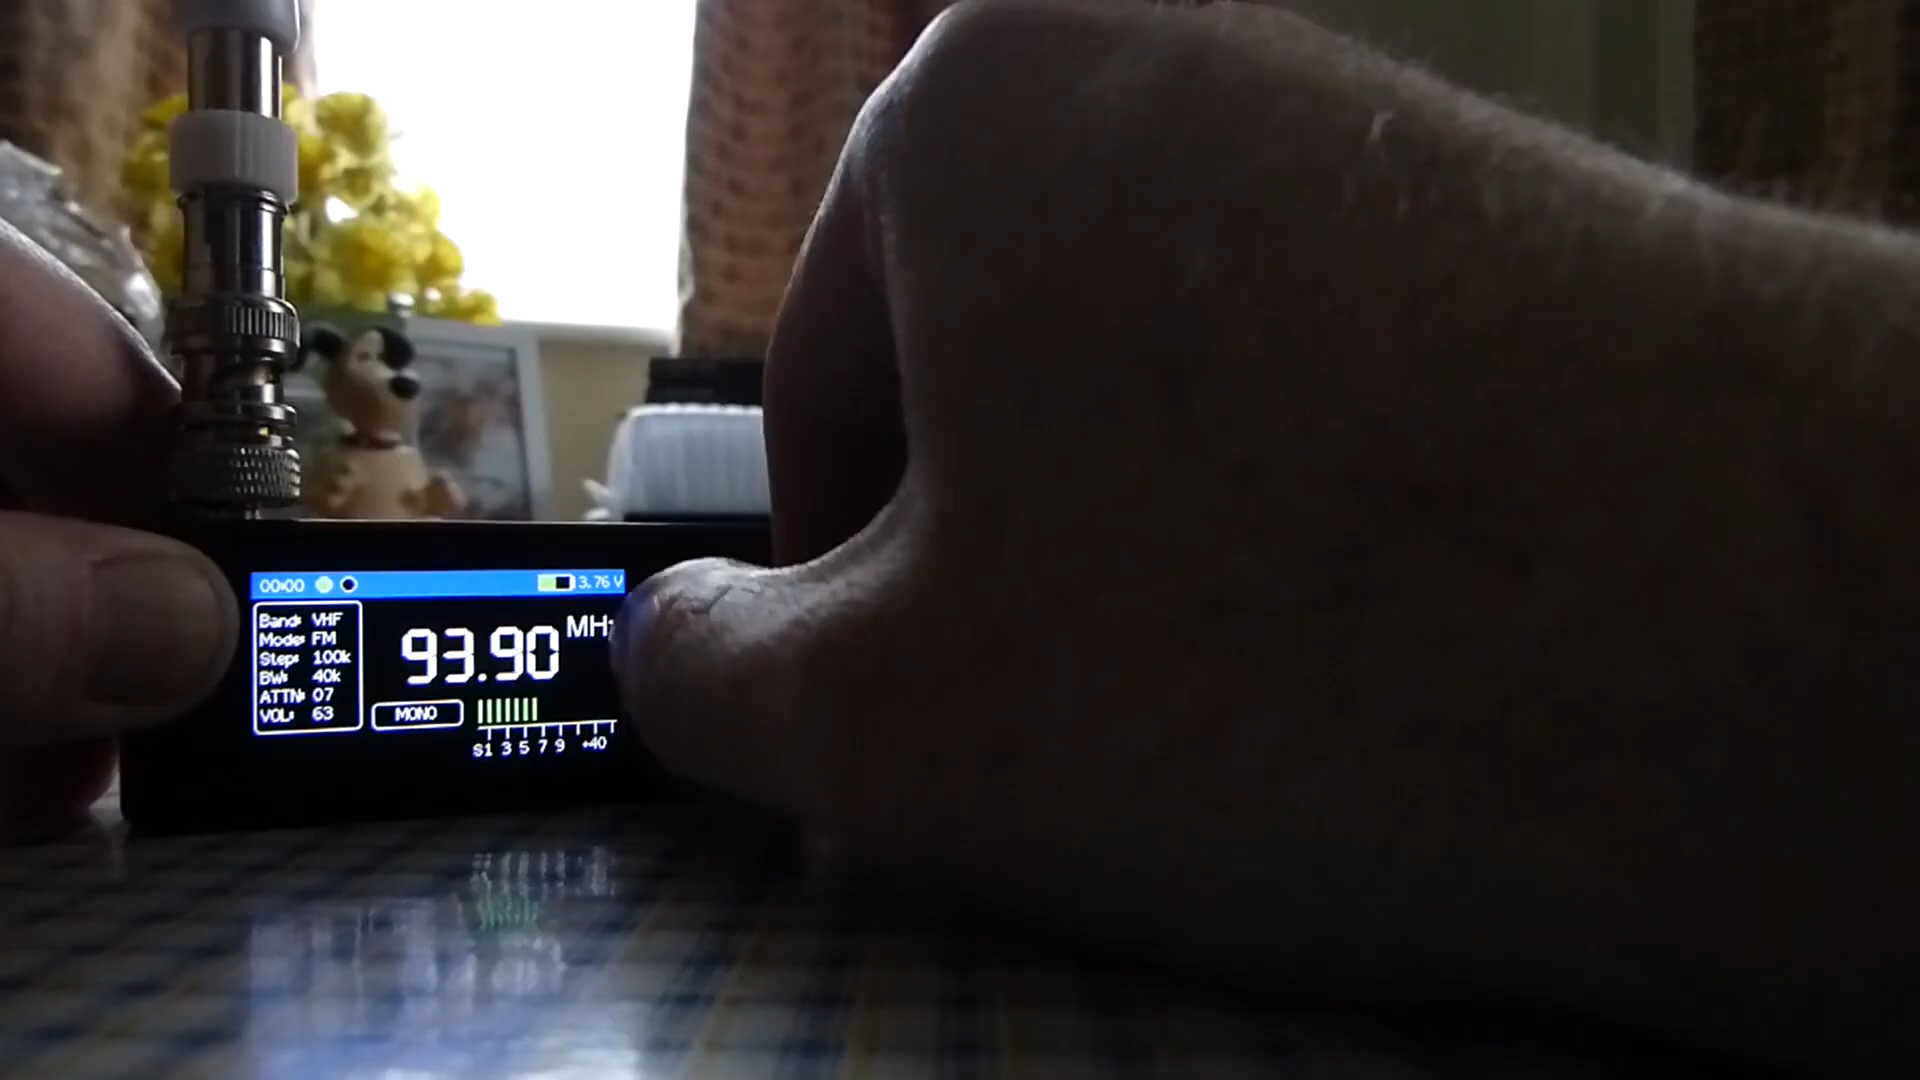 00:00 3.76 V
Band: VHF
Mode: FM
Step: 100k
BW: 40k
ATTN: 07
VOL: 63
93.90 MHz
MONO
S1 3 5 7 9 +40